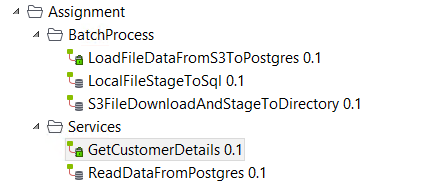 Assignment
BatchProcess
LoadFileDataFromS3ToPostgres 0.1
LocalFileStageToSql 0.1
S3FileDownloadAndStageToDirectory 0.1
Services
GetCustomerDetails 0.1
ReadDataFromPostgres 0.1